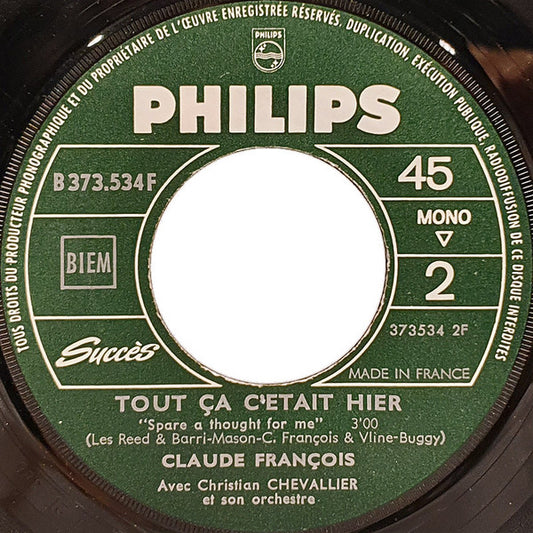 TOUS DROITS DU PRODUCTEUR PHONOGRAPHIQUE ET DU PROPRIÉTAIRE DE L'ŒUVRE ENREGISTRÉE RÉSERVÉS. DUPLICATION, EXÉCUTION PUBLIQUE, RADIODIFFUSION DE CE DISQUE INTERDITES
PHILIPS
PHILIPS
B 373.534 F
45
MONO
BIEM
2
373534 2F
Succès
MADE IN FRANCE
TOUT ÇA C'ETAIT HIER
"Spare a thought for me" 3'00
(Les Reed & Barri-Mason-C. François & Vline-Buggy)
CLAUDE FRANÇOIS
Avec Christian CHEVALLIER
et son orchestre